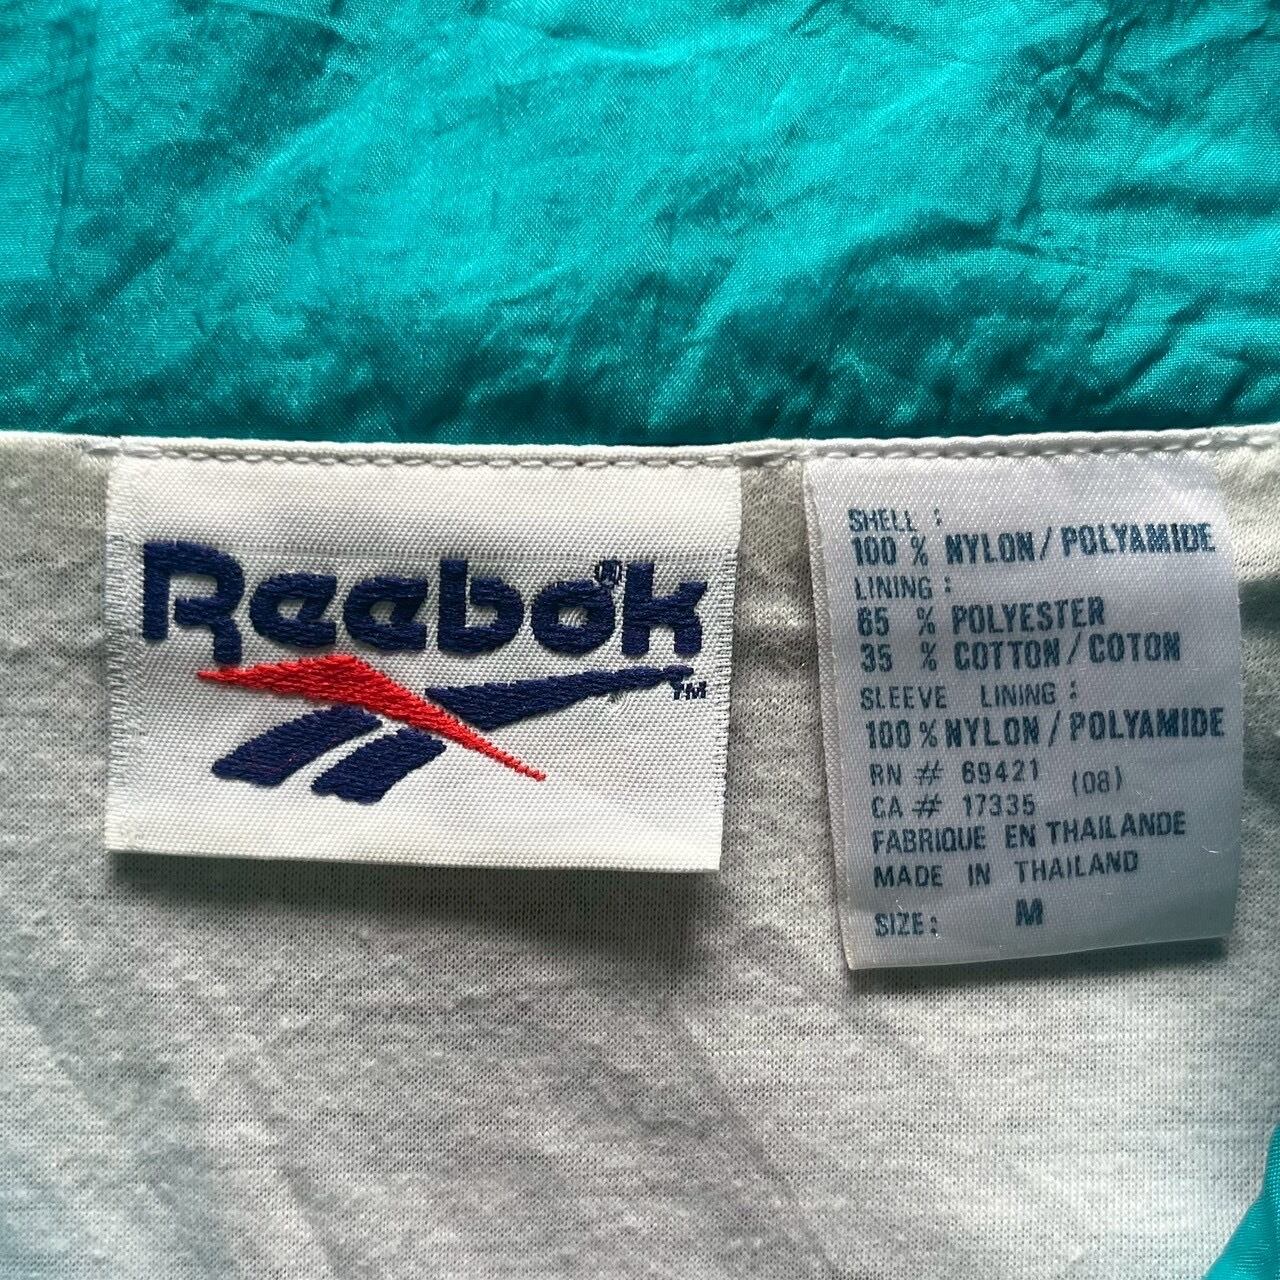 Reebok®
TM
SHELL :
100 % NYLON / POLYAMIDE
LINING :
65 % POLYESTER
35 % COTTON / COTON
SLEEVE LINING :
100 % NYLON / POLYAMIDE
RN # 69421 (08)
CA # 17335
FABRIQUE EN THAILANDE
MADE IN THAILAND
SIZE : M